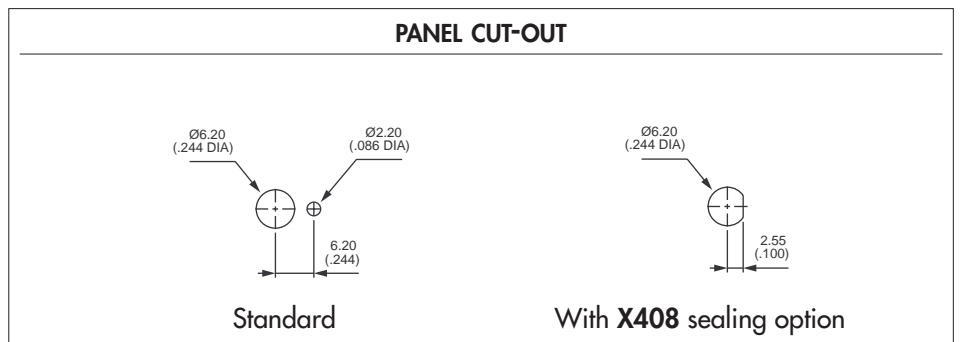 PANEL CUT-OUT
Ø6.20
(.244 DIA)
Ø2.20
(.086 DIA)
6.20
(.244)
Standard
Ø6.20
(.244 DIA)
2.55
(.100)
With X408 sealing option